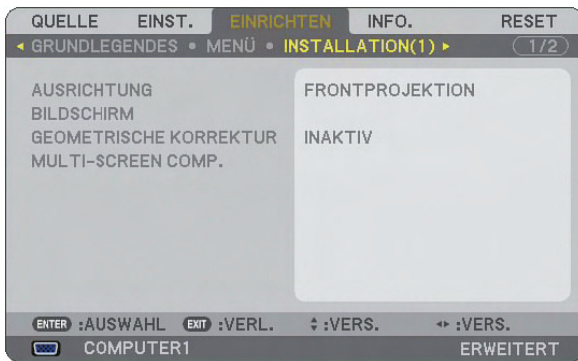 QUELLE EINST. EINRICHTEN INFO. RESET
GRUNDLEGENDES • MENÜ • INSTALLATION(1) 1/2
AUSRICHTUNG FRONTPROJEKTION
BILDSCHIRM
GEOMETRISCHE KORREKTUR INAKTIV
MULTI-SCREEN COMP.
ENTER :AUSWAHL EXIT :VERL. :VERS. :VERS.
COMPUTER1 ERWEITERT